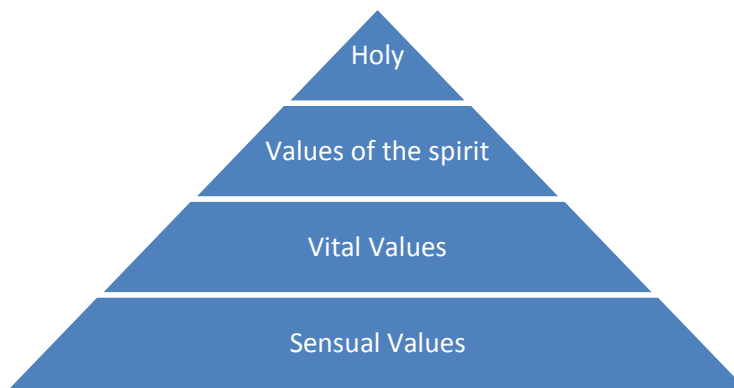 Holy
Values of the spirit
Vital Values
Sensual Values